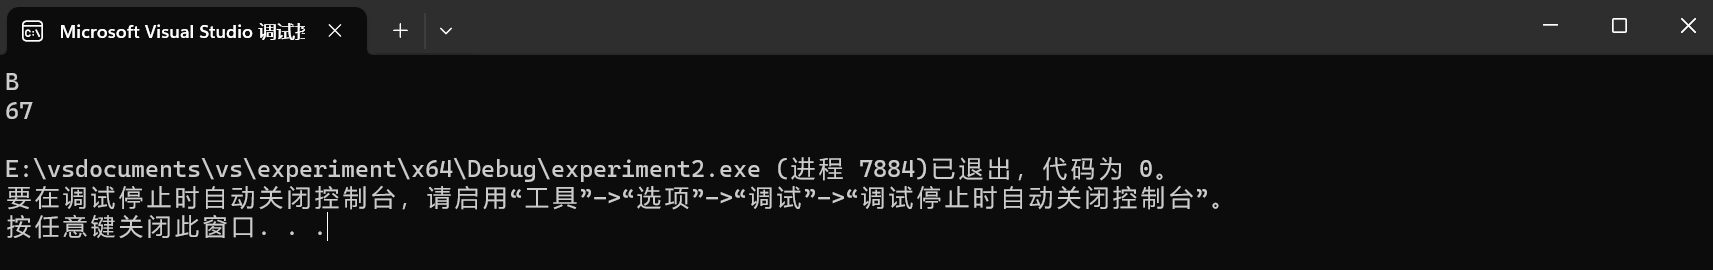 Microsoft Visual Studio 调试
B
67
E:\vsdocuments\vs\experiment\x64\Debug\experiment2.exe (进程 7884)已退出，代码为 0。
要在调试停止时自动关闭控制台，请启用“工具”->“选项”->“调试”->“调试停止时自动关闭控制台”。
按任意键关闭此窗口. . .